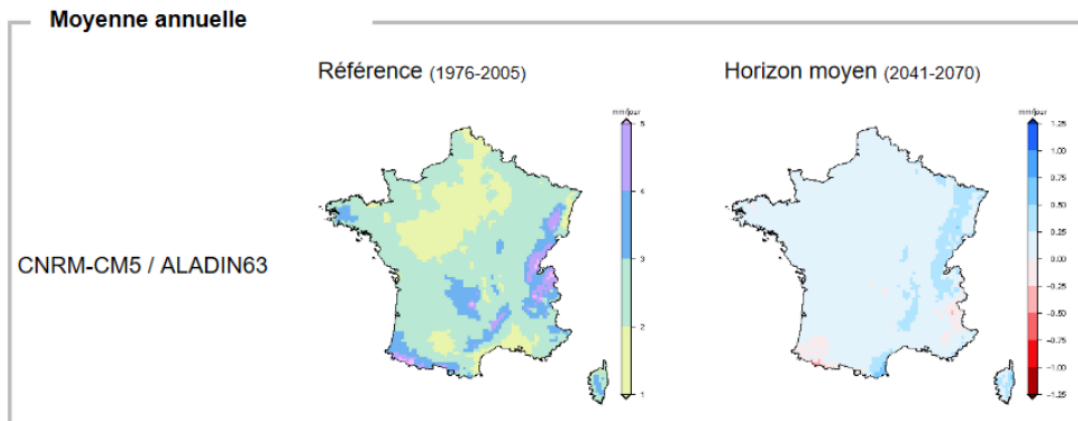 Moyenne annuelle
Référence (1976-2005)
Horizon moyen (2041-2070)
mm/jour
5
4
3
2
1
mm/jour
1.25
1.00
0.75
0.50
0.25
0.00
-0.25
-0.50
-0.75
-1.00
-1.25
CNRM-CM5 / ALADIN63